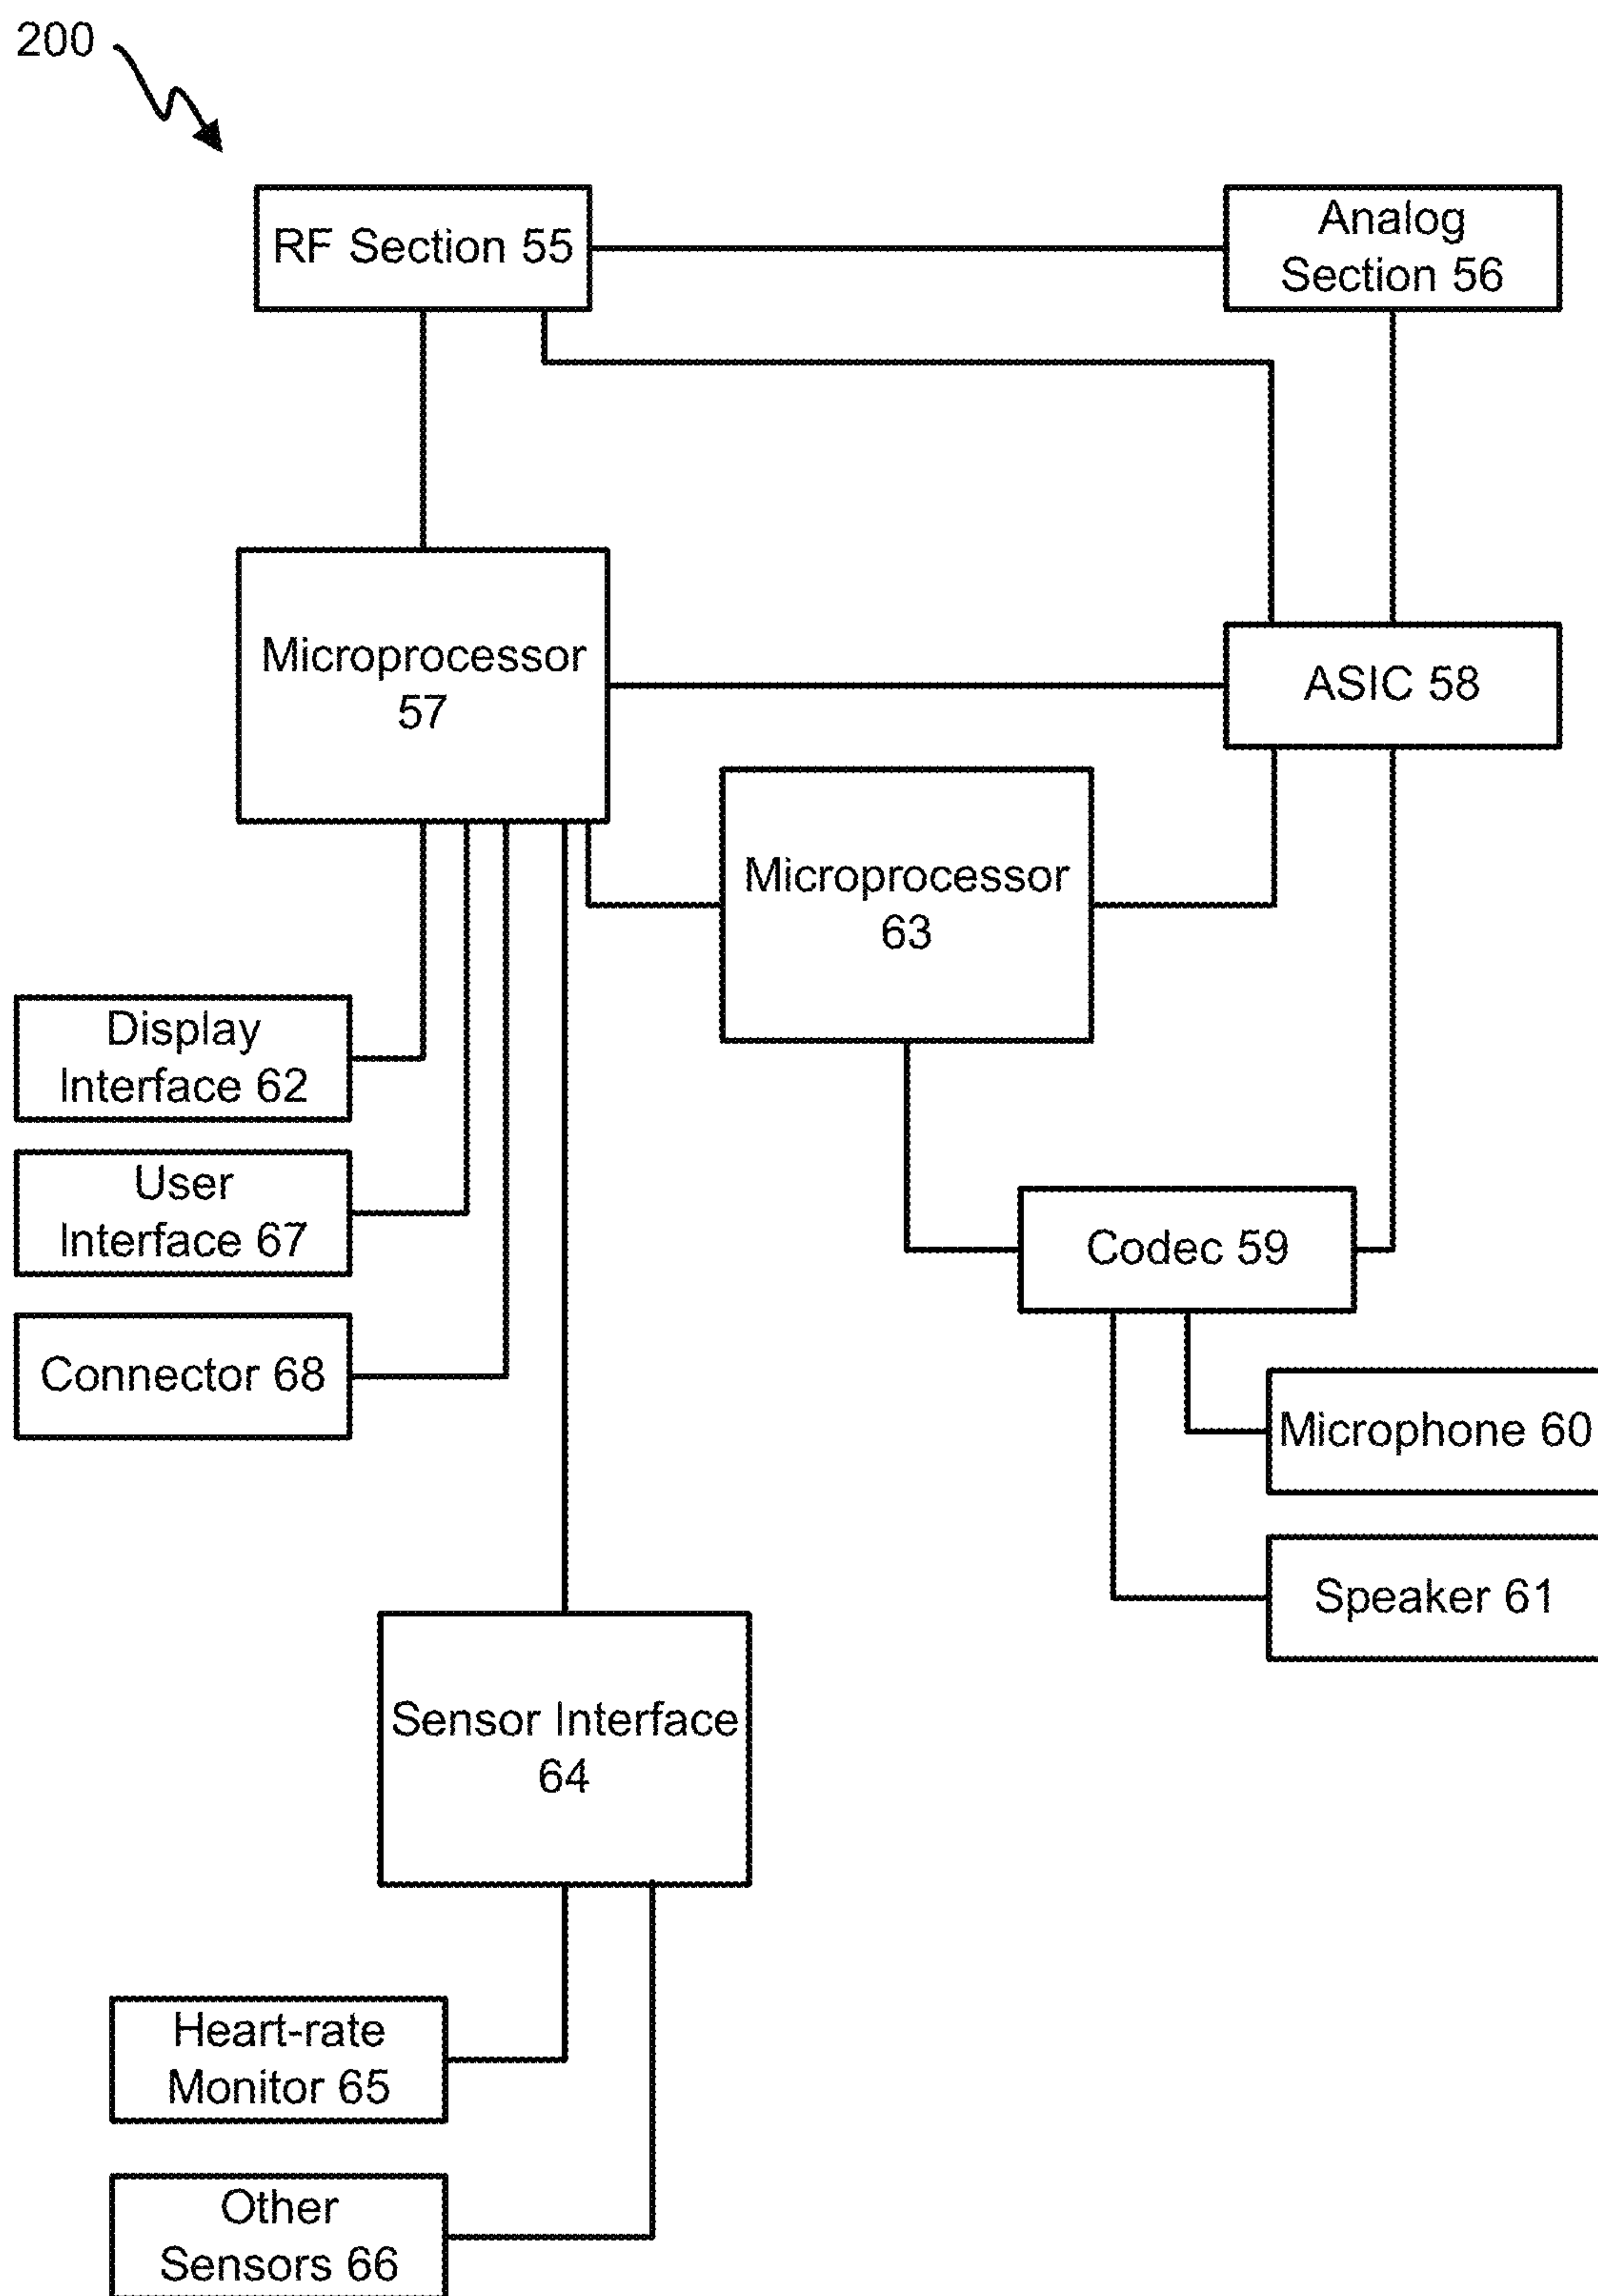 200
RF Section 55
Analog
Section 56
Microprocessor
57
ASIC 58
Microprocessor
63
Display
Interface 62
User
Interface 67
Codec 59
Connector 68
Microphone 60
Speaker 61
Sensor Interface
64
Heart-rate
Monitor 65
Other
Sensors 66